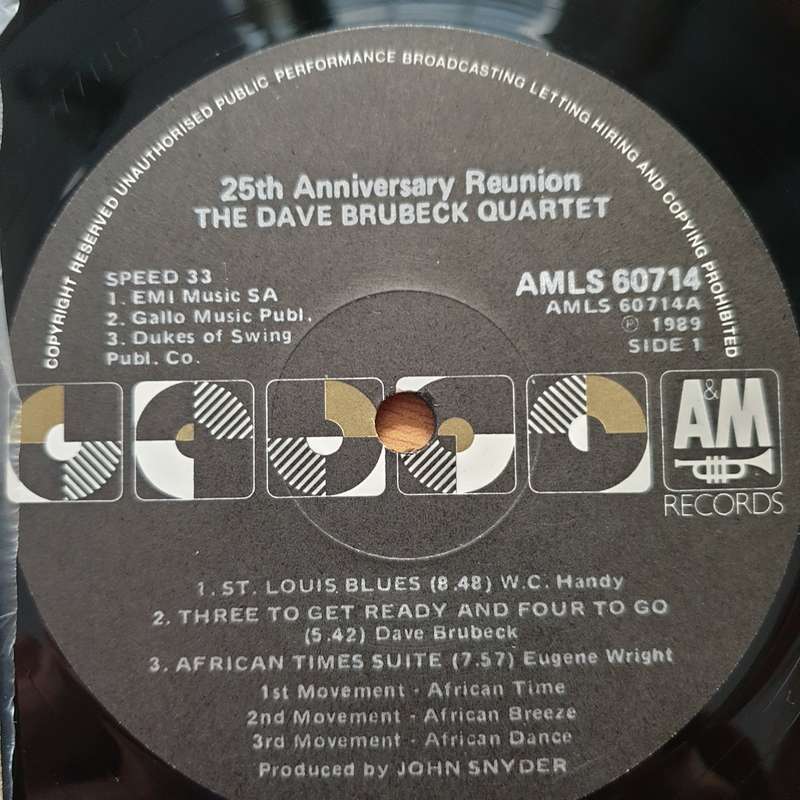 COPYRIGHT RESERVED UNAUTHORISED PUBLIC PERFORMANCE BROADCASTING LETTING HIRING AND COPYING PROHIBITED
25th Anniversary Reunion
THE DAVE BRUBECK QUARTET
SPEED 33
1. EMI Music SA
2. Gallo Music Publ.
3. Dukes of Swing
Publ. Co.
AMLS 60714
AMLS 60714A
℗ 1989
SIDE 1
A&M
RECORDS
1. ST. LOUIS BLUES (8.48) W.C. Handy
2. THREE TO GET READY AND FOUR TO GO
(5.42) Dave Brubeck
3. AFRICAN TIMES SUITE (7.57) Eugene Wright
1st Movement - African Time
2nd Movement - African Breeze
3rd Movement - African Dance
Produced by JOHN SNYDER